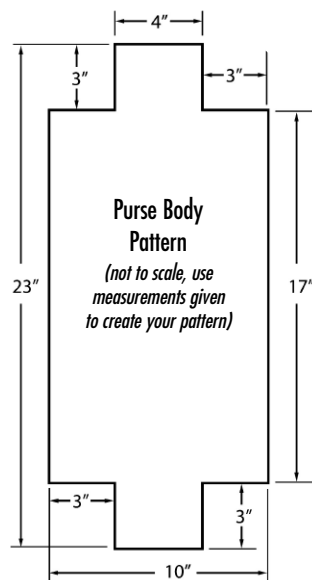 4”
3”
3”
Purse Body
Pattern
(not to scale, use
measurements given
to create your pattern)
23”
17”
3”
3”
10”